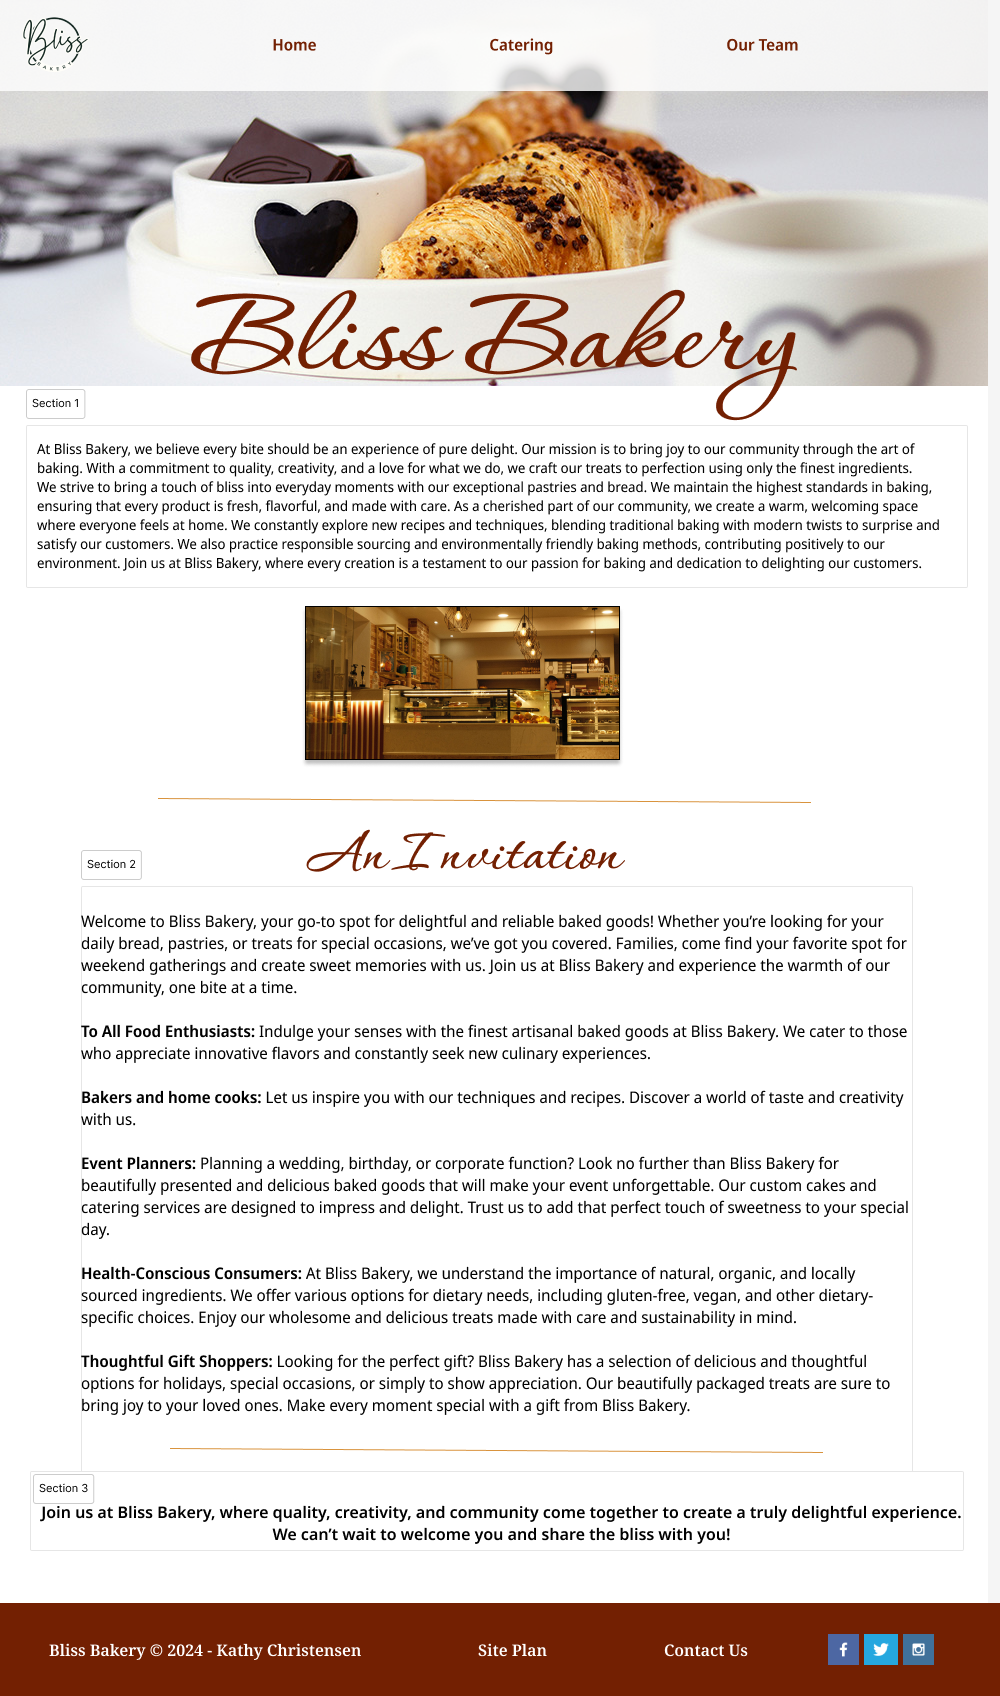 Bliss
BAKERY
Home
Catering
Our Team
Bliss Bakery
Section 1
At Bliss Bakery, we believe every bite should be an experience of pure delight. Our mission is to bring joy to our community through the art of
baking. With a commitment to quality, creativity, and a love for what we do, we craft our treats to perfection using only the finest ingredients.
We strive to bring a touch of bliss into everyday moments with our exceptional pastries and bread. We maintain the highest standards in baking,
ensuring that every product is fresh, flavorful, and made with care. As a cherished part of our community, we create a warm, welcoming space
where everyone feels at home. We constantly explore new recipes and techniques, blending traditional baking with modern twists to surprise and
satisfy our customers. We also practice responsible sourcing and environmentally friendly baking methods, contributing positively to our
environment. Join us at Bliss Bakery, where every creation is a testament to our passion for baking and dedication to delighting our customers.
An Invitation
Section 2
Welcome to Bliss Bakery, your go-to spot for delightful and reliable baked goods! Whether you’re looking for your
daily bread, pastries, or treats for special occasions, we’ve got you covered. Families, come find your favorite spot for
weekend gatherings and create sweet memories with us. Join us at Bliss Bakery and experience the warmth of our
community, one bite at a time.
To All Food Enthusiasts: Indulge your senses with the finest artisanal baked goods at Bliss Bakery. We cater to those
who appreciate innovative flavors and constantly seek new culinary experiences.
Bakers and home cooks: Let us inspire you with our techniques and recipes. Discover a world of taste and creativity
with us.
Event Planners: Planning a wedding, birthday, or corporate function? Look no further than Bliss Bakery for
beautifully presented and delicious baked goods that will make your event unforgettable. Our custom cakes and
catering services are designed to impress and delight. Trust us to add that perfect touch of sweetness to your special
day.
Health-Conscious Consumers: At Bliss Bakery, we understand the importance of natural, organic, and locally
sourced ingredients. We offer various options for dietary needs, including gluten-free, vegan, and other dietary-
specific choices. Enjoy our wholesome and delicious treats made with care and sustainability in mind.
Thoughtful Gift Shoppers: Looking for the perfect gift? Bliss Bakery has a selection of delicious and thoughtful
options for holidays, special occasions, or simply to show appreciation. Our beautifully packaged treats are sure to
bring joy to your loved ones. Make every moment special with a gift from Bliss Bakery.
Section 3
Join us at Bliss Bakery, where quality, creativity, and community come together to create a truly delightful experience.
We can’t wait to welcome you and share the bliss with you!
Bliss Bakery © 2024 - Kathy Christensen
Site Plan
Contact Us